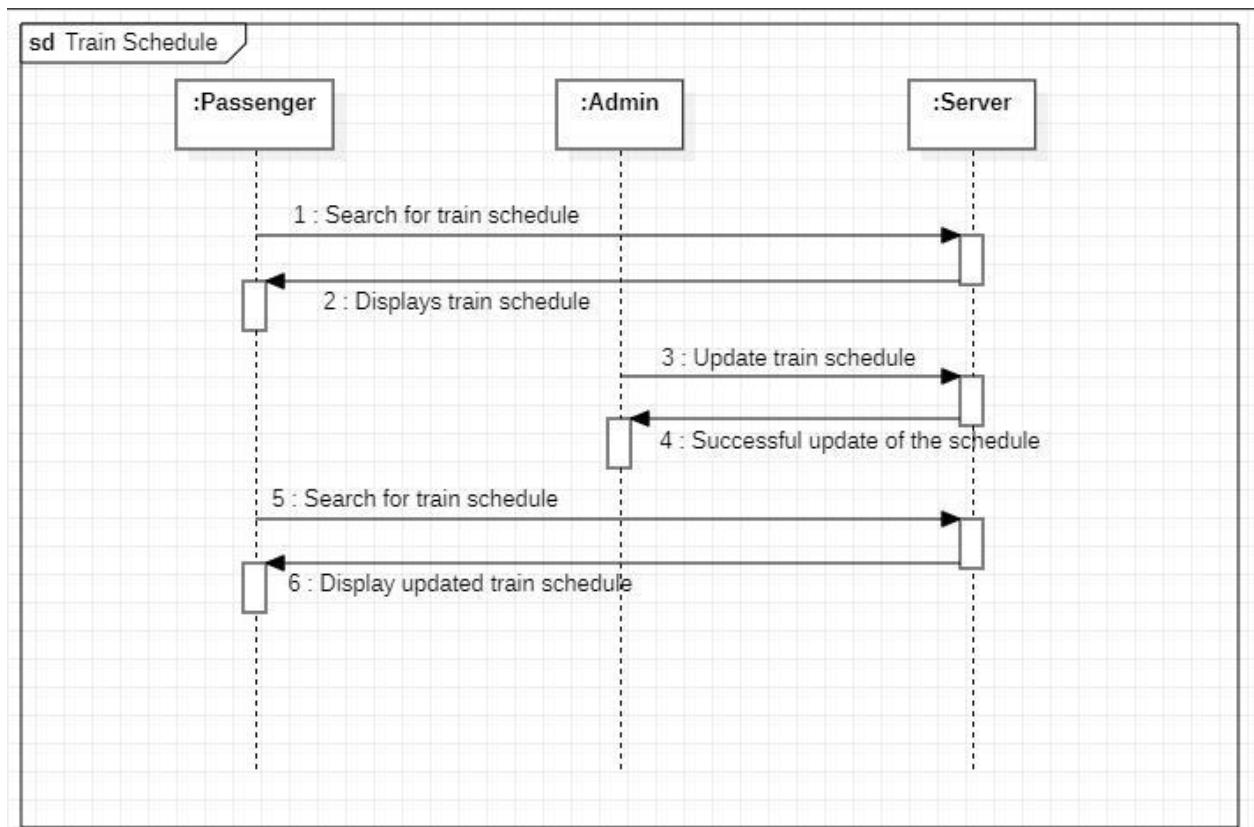 sd Train Schedule
:Passenger
:Admin
:Server
1 : Search for train schedule
2 : Displays train schedule
3 : Update train schedule
4 : Successful update of the schedule
5 : Search for train schedule
6 : Display updated train schedule